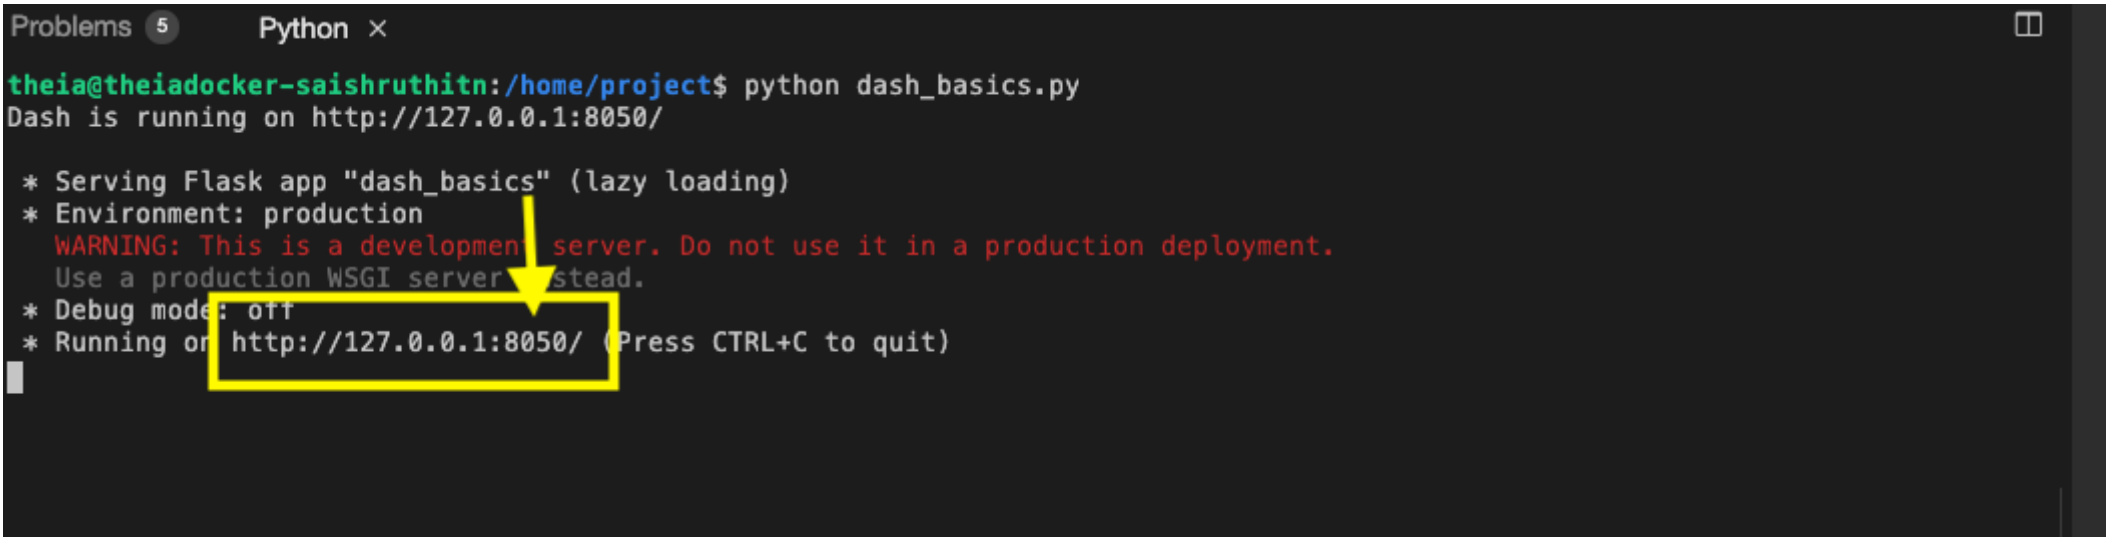 Problems 5 Python ×
theia@theiadocker-saishruthitn:/home/project$ python dash_basics.py
Dash is running on http://127.0.0.1:8050/
* Serving Flask app "dash_basics" (lazy loading)
* Environment: production
WARNING: This is a development server. Do not use it in a production deployment.
Use a production WSGI server instead.
* Debug mode: off
* Running on http://127.0.0.1:8050/ (Press CTRL+C to quit)